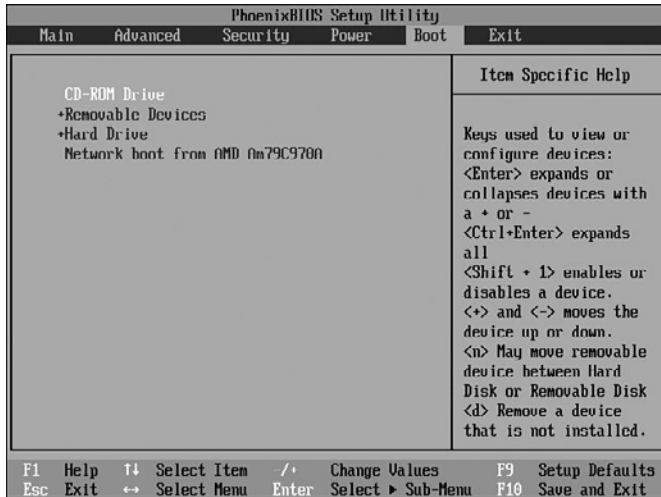 PhoenixBIOS Setup Utility
Main Advanced Security Power Boot Exit
CD-ROM Drive
+Removable Devices
+Hard Drive
Network boot from AMD Am79C970A
Item Specific Help
Keys used to view or
configure devices:
<Enter> expands or
collapses devices with
a + or -
<Ctrl+Enter> expands
all
<Shift + 1> enables or
disables a device.
<+> and <-> moves the
device up or down.
<n> May move removable
device between Hard
Disk or Removable Disk
<d> Remove a device
that is not installed.
F1 Help ↑↓ Select Item -/+ Change Values F9 Setup Defaults
Esc Exit ↔ Select Menu Enter Select ▶ Sub-Menu F10 Save and Exit